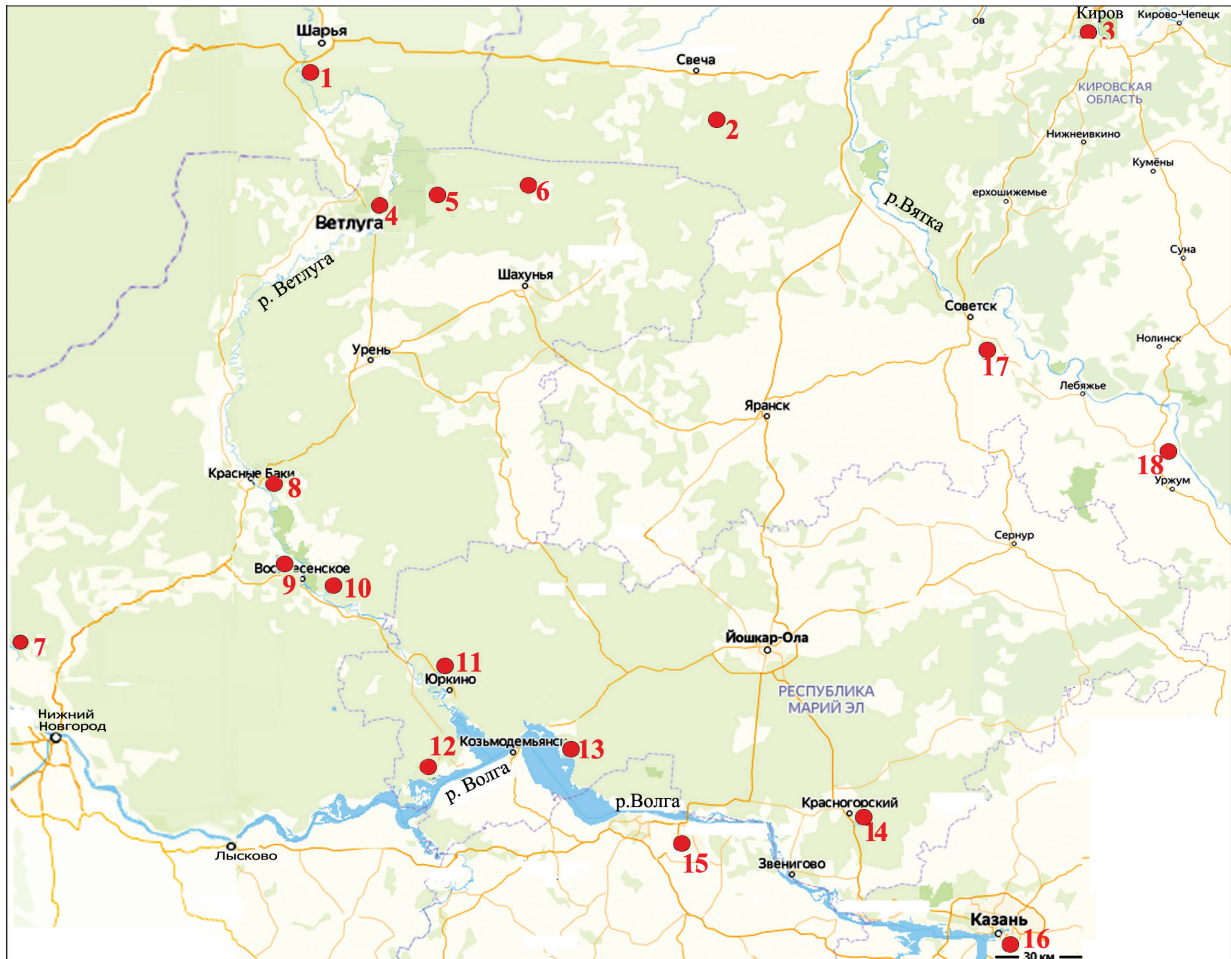 Шарья
1
Свеча
2
ов
Киров
3
Кирово-Чепецк
КИРОВСКАЯ
ОБЛАСТЬ
Нижнеивкино
Кумёны
ерхошижемье
р.Вятка
4
5
6
Ветлуга
р. Ветлуга
Шахунья
Суна
Советск
17
Нолинск
Урень
Лебяжье
Яранск
18
Уржум
Красные Баки
8
Сернур
9
Воскресенское
10
7
Йошкар-Ола
11
Юркино
РЕСПУБЛИКА
МАРИЙ ЭЛ
Нижний
Новгород
12
Козьмодемьянск
13
р. Волга
р.Волга
Красногорский
14
Лысково
15
Звенигово
Казань
16
30 км